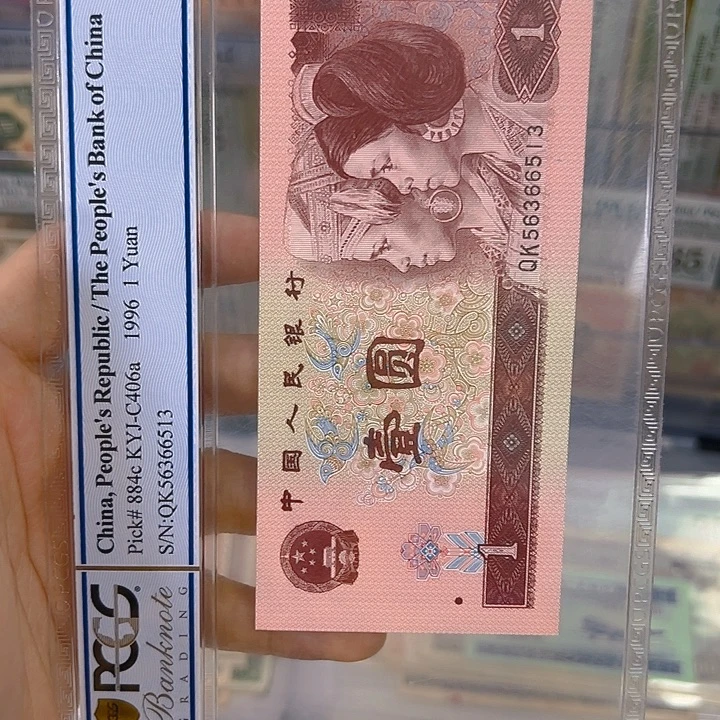 China, People's Republic / The People's Bank of China
Pick# 884c KYJ-C406a 1996 1 Yuan
S/N:QK56366513
PCGS
Banknote
GRADING
中国人民银行
壹圆
QK56366513
1
1